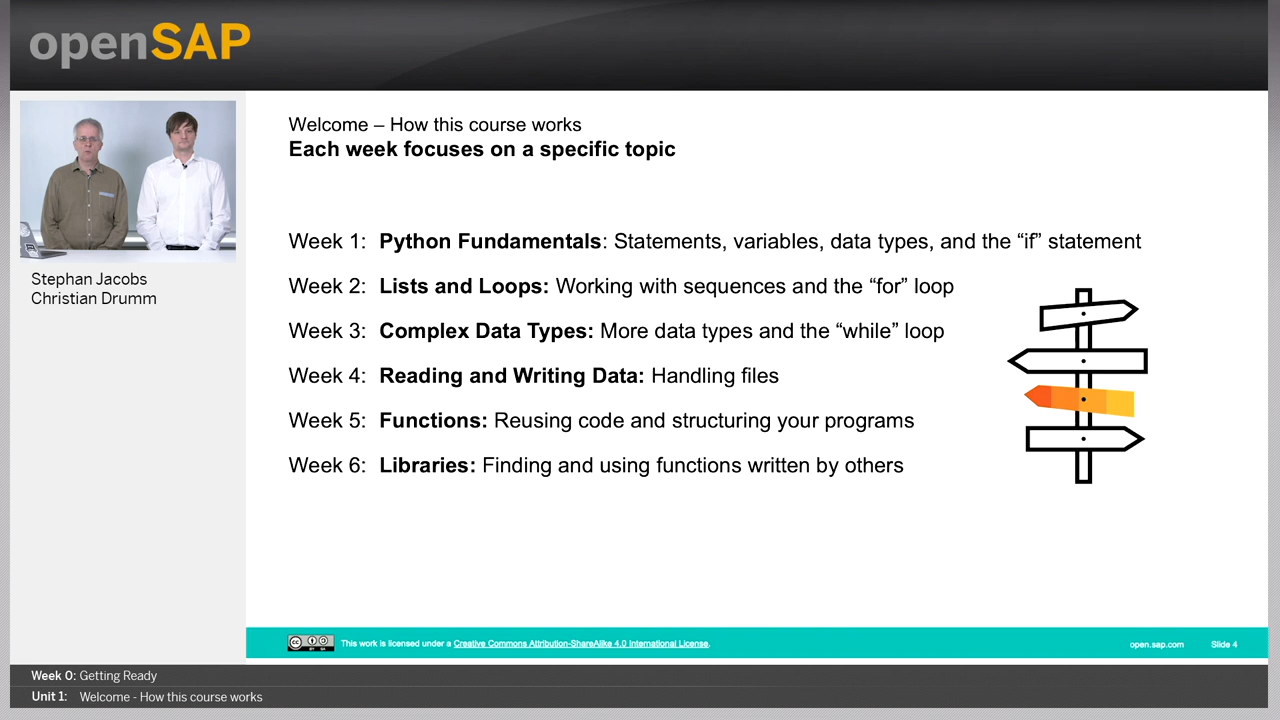 openSAP
Stephan Jacobs
Christian Drumm
Welcome – How this course works
Each week focuses on a specific topic
Week 1: Python Fundamentals: Statements, variables, data types, and the “if” statement
Week 2: Lists and Loops: Working with sequences and the “for” loop
Week 3: Complex Data Types: More data types and the “while” loop
Week 4: Reading and Writing Data: Handling files
Week 5: Functions: Reusing code and structuring your programs
Week 6: Libraries: Finding and using functions written by others
This work is licensed under a Creative Commons Attribution-ShareAlike 4.0 International License.
open.sap.com
Slide 4
Week 0: Getting Ready
Unit 1: Welcome - How this course works